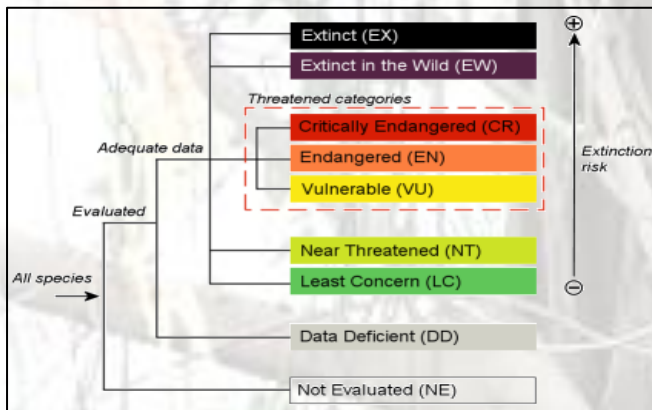 Extinct (EX)
Extinct in the Wild (EW)
Threatened categories
Critically Endangered (CR)
Adequate data
Endangered (EN)
Extinction
risk
Vulnerable (VU)
Evaluated
Near Threatened (NT)
All species
Least Concern (LC)
Data Deficient (DD)
Not Evaluated (NE)